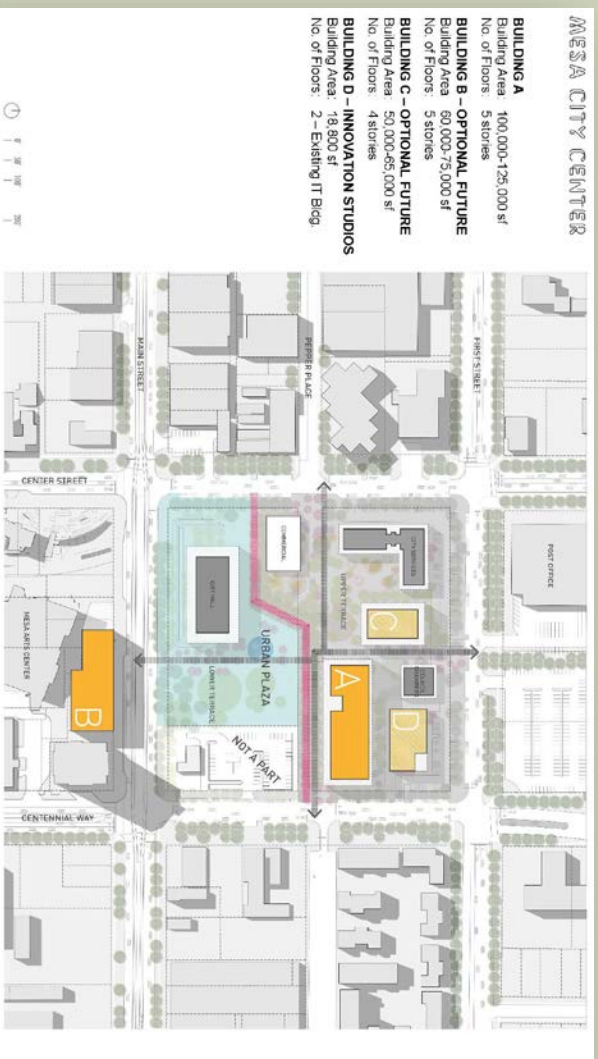 MESA CITY CENTER
BUILDING A
Building Area: 100,000-125,000 sf
No. of Floors: 5 stories
BUILDING B – OPTIONAL FUTURE
Building Area 60,000-75,000 sf
No. of Floors: 5 stories
BUILDING C – OPTIONAL FUTURE
Building Area: 50,000-65,000 sf
No. of Floors: 4 stories
BUILDING D – INNOVATION STUDIOS
Building Area: 18,800 sf
No. of Floors: 2 – Existing IT Bldg.
FIRST STREET
PEPPER PLACE
MAIN STREET
CENTER STREET
POST OFFICE
CITY SERVICES
UPPER TERRACE
COMMERCIAL
C
D
A
CITY HALL
URBAN PLAZA
LOWER TERRACE
NOT A PART
MESA ARTS CENTER
B
CENTENNIAL WAY